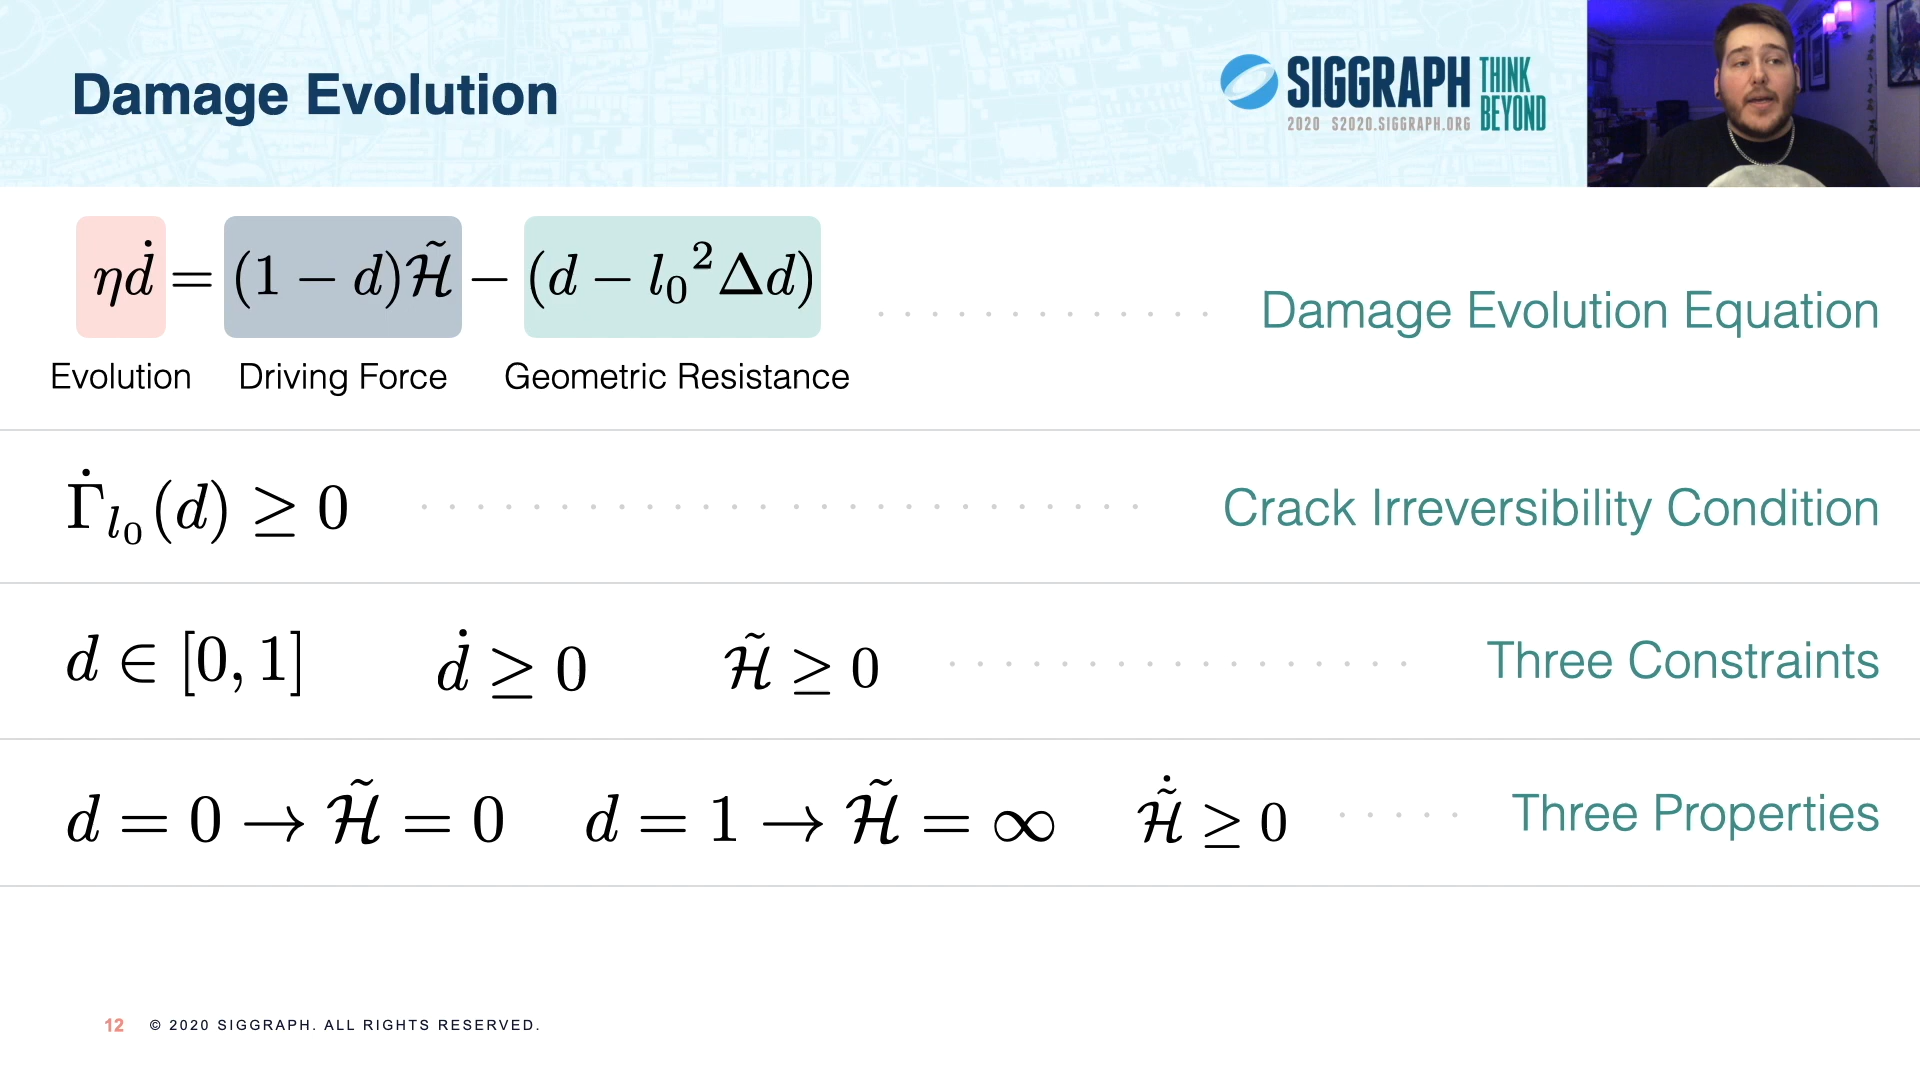 Damage Evolution
SIGGRAPH THINK BEYOND
2020 S2020.SIGGRAPH.ORG
ηḋ = (1 − d)H̃ − (d − l₀²Δd)
Damage Evolution Equation
Evolution Driving Force Geometric Resistance
Γ̇_{l₀}(d) ≥ 0
Crack Irreversibility Condition
d ∈ [0, 1] ḋ ≥ 0 H̃ ≥ 0
Three Constraints
d = 0 → H̃ = 0 d = 1 → H̃ = ∞ H̃̇ ≥ 0
Three Properties
12 © 2020 SIGGRAPH. ALL RIGHTS RESERVED.